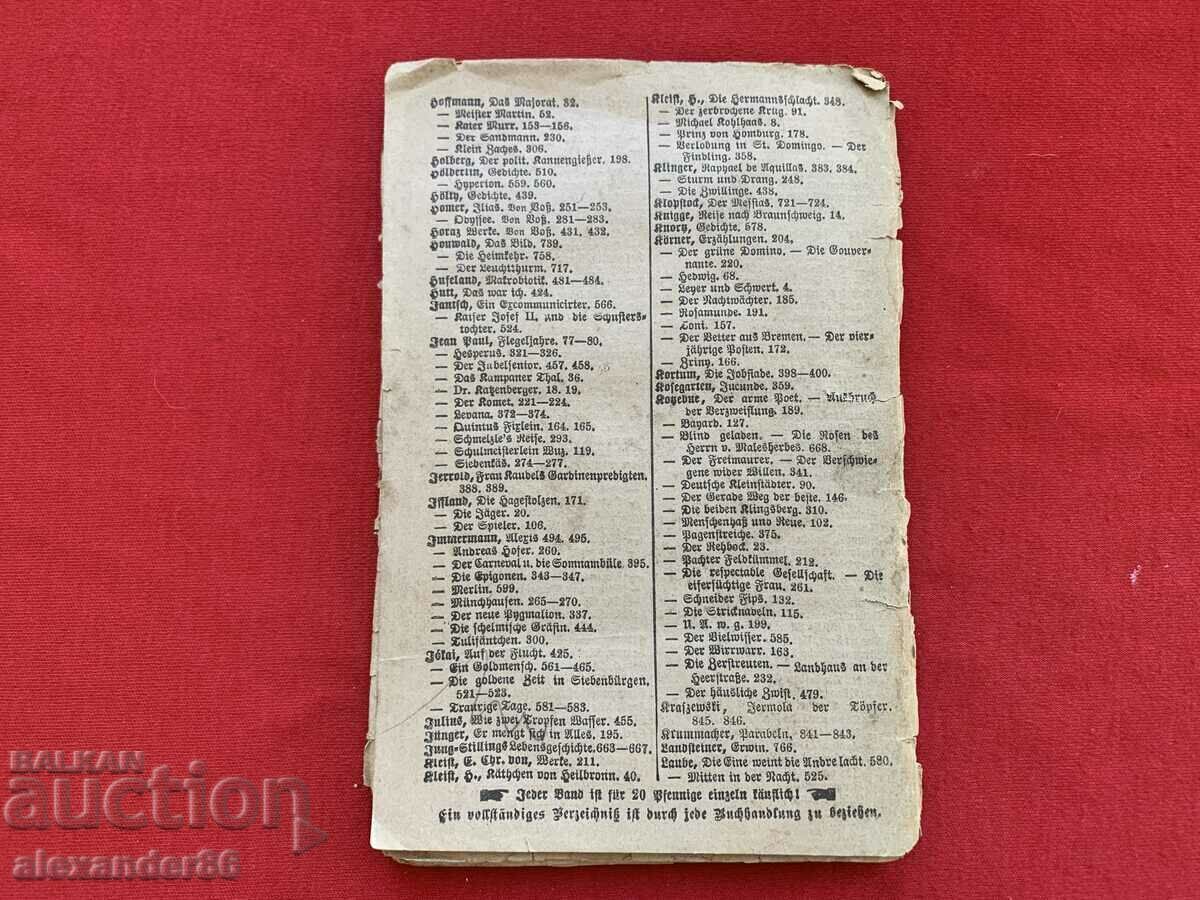 Hoffmann, Das Majorat. 32.
— Meister Martin. 52.
— Kater Murr. 153—156.
— Der Sandmann. 230.
— Klein Zaches. 306.
Holberg, Der polit. Kannengießer. 198.
Hölderlin, Gedichte. 510.
— Hyperion. 559. 560.
Hölty, Gedichte. 439.
Homer, Ilias. Von Voß. 251—253.
— Odyssee. Von Voß. 281—283.
Horaz Werke. Von Voß. 431. 432.
Houwald, Das Bild. 739.
— Die Heimkehr. 758.
— Der Leuchtthurm. 717.
Hufeland, Makrobiotik. 481—484.
Hutt, Das war ich. 424.
Jantsch, Ein Excommunicirter. 566.
— Kaiser Josef II. und die Schusters-
tochter. 524.
Jean Paul, Flegeljahre. 77—80.
— Hesperus. 321—326.
— Der Jubelsenior. 457. 458.
— Das Kampaner Thal. 36.
— Dr. Katzenberger. 18. 19.
— Der Komet. 221—224.
— Levana. 372—374.
— Quintus Fixlein. 164. 165.
— Schmelzle's Reise. 293.
— Schulmeisterlein Wuz. 119.
— Siebenkäs. 274—277.
Jerrold, Frau Kaudels Gardinenpredigten.
388. 389.
Iffland, Die Hagestolzen. 171.
— Die Jäger. 20.
— Der Spieler. 106.
Immermann, Alexis 494. 495.
— Andreas Hofer. 260.
— Der Carneval u. die Somnambüle. 395.
— Die Epigonen. 343—347.
— Merlin. 599.
— Münchhausen. 265—270.
— Der neue Pygmalion. 337.
— Die schelmische Gräfin. 444.
— Tulifäntchen. 300.
Jókai, Auf der Flucht. 425.
— Ein Goldmensch. 561—465.
— Die goldene Zeit in Siebenbürgen.
521—523.
— Traurige Tage. 581—583.
Julius, Wie zwei Tropfen Wasser. 455.
Jünger, Er mengt sich in Alles. 195.
Jung-Stillings Lebensgeschichte. 663—667.
Kleist, E. Chr. von, Werke. 211.
Kleist, H., Käthchen von Heilbronn. 40.
Kleist, H., Die Hermannsschlacht. 348.
— Der zerbrochene Krug. 91.
— Michael Kohlhaas. 8.
— Prinz von Homburg. 178.
— Verlobung in St. Domingo. — Der
Findling. 358.
Klinger, Raphael de Aquillas. 383. 384.
— Sturm und Drang. 248.
— Die Zwillinge. 438.
Klopstock, Der Messias. 721—724.
Knigge, Reise nach Braunschweig. 14.
Knorr, Gedichte. 578.
Körner, Erzählungen. 204.
— Der grüne Domino. — Die Gouver-
nante. 220.
— Hedwig. 68.
— Leyer und Schwert. 4.
— Der Nachtwächter. 185.
— Rosamunde. 191.
— Toni. 157.
— Der Vetter aus Bremen. — Der vier-
jährige Posten. 172.
— Zriny. 166.
Kortum, Die Jobsiade. 398—400.
Kosegarten, Jucunde. 359.
Kotzebue, Der arme Poet. — Ausbruch
der Verzweiflung. 189.
— Bayard. 127.
— Blind geladen. — Die Rosen des
Herrn v. Malesherbes. 668.
— Der Freimaurer. — Der Verschwie-
gene wider Willen. 341.
— Deutsche Kleinstädter. 90.
— Der Gerade Weg der beste. 146.
— Die beiden Klingsberg. 310.
— Menschenhaß und Reue. 102.
— Pagenstreiche. 375.
— Der Rehbock. 23.
— Pachter Feldkümmel. 212.
— Die respectable Gesellschaft. — Die
eifersüchtige Frau. 261.
— Schneider Fips. 132.
— Die Stricknadeln. 115.
— U. A. w. g. 199.
— Der Vielwisser. 585.
— Der Wirrwarr. 163.
— Die Zerstreuten. — Landhaus an der
Heerstraße. 232.
— Der häusliche Zwist. 479.
Kraszewski, Jermola der Töpfer.
845. 846.
Krummacher, Parabeln. 841—843.
Landsteiner, Erwin. 766.
Laube, Die Eine weint die Andre lacht. 580.
— Mitten in der Nacht. 525.
Jeder Band ist für 20 Pfennige einzeln käuflich!
Ein vollständiges Verzeichniß ist durch jede Buchhandlung zu beziehen.
BALKAN
auction
alexander86